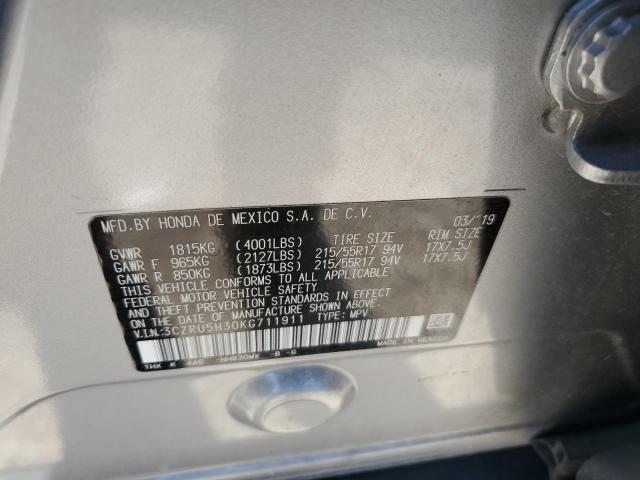 MFD.BY HONDA DE MEXICO S.A. DE C.V. 03/19
GVWR 1815KG (4001LBS) TIRE SIZE RIM SIZE
GAWR F 965KG (2127LBS) 215/55R17 94V 17X7.5J
GAWR R 850KG (1873LBS) 215/55R17 94V 17X7.5J
THIS VEHICLE CONFORMS TO ALL APPLICABLE
FEDERAL MOTOR VEHICLE SAFETY
AND THEFT PREVENTION STANDARDS IN EFFECT
ON THE DATE OF MANUFACTURE SHOWN ABOVE.
V.I.N.:3CZRU5H30KG711911 TYPE: MPV
MADE IN MEXICO
THX K NH830MX